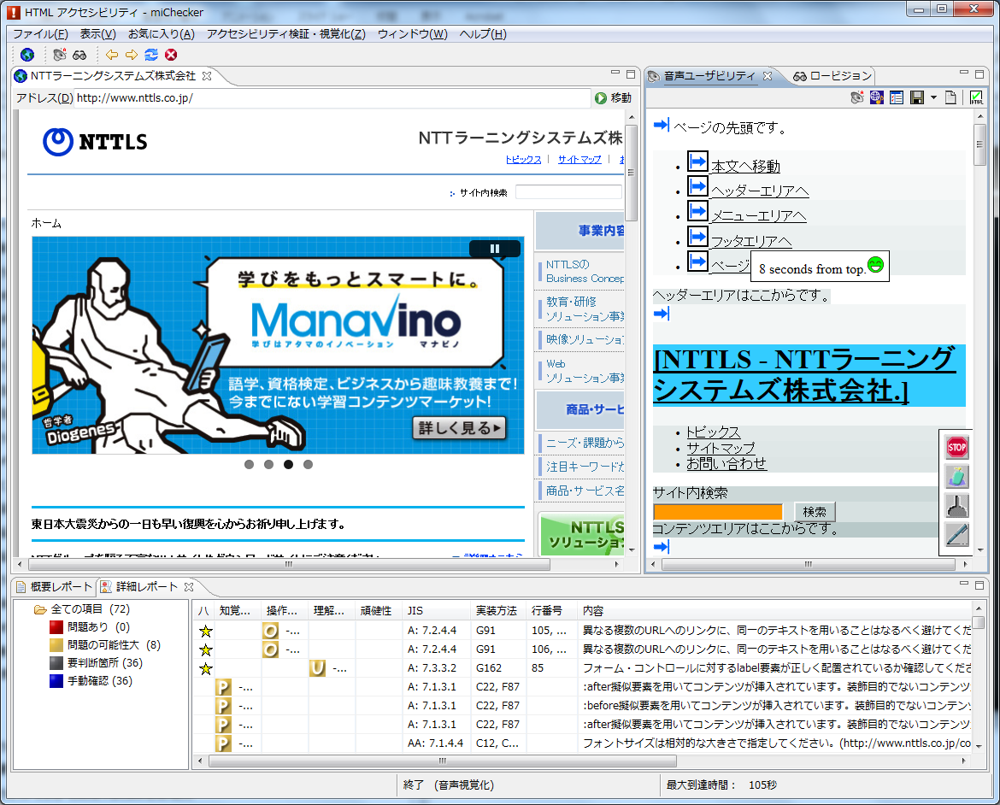 HTML アクセシビリティ - miChecker
ファイル(F) 表示(V) お気に入り(A) アクセシビリティ検証・視覚化(Z) ウィンドウ(W) ヘルプ(H)
NTTラーニングシステムズ株式会社
アドレス(D) http://www.nttls.co.jp/ 移動
NTTLS
NTTラーニングシステムズ株
トピックス サイトマップ
サイト内検索
ホーム
学びをもっとスマートに。
Manavino
学びはアタマのイノベーション マナビノ
語学、資格検定、ビジネスから趣味教養まで!
今までにない学習コンテンツマーケット!
哲学者
Diogenes
詳しく見る
東日本大震災からの一日も早い復興を心からお祈り申し上げます。
事業内容
NTTLSの
Business Concep
教育・研修
ソリューション事業
映像ソリューション
Web
ソリューション事業
商品・サービ
ニーズ・課題から
注目キーワードか
商品・サービス名
NTTLS
ソリューション
音声ユーザビリティ ロービジョン
ページの先頭です。
本文へ移動
ヘッダーエリアへ
メニューエリアへ
フッタエリアへ
ページ
8 seconds from top.
ヘッダーエリアはここからです。
[NTTLS - NTTラーニング
システムズ株式会社.]
トピックス
サイトマップ
お問い合わせ
サイト内検索
検索
コンテンツエリアはここからです。
STOP
概要レポート 詳細レポート
全ての項目 (72)
問題あり (0)
問題の可能性大 (8)
要判断箇所 (36)
手動確認 (36)
ハ 知覚... 操作... 理解... 頑健性 JIS 実装方法 行番号 内容
O -... A: 7.2.4.4 G91 105, ... 異なる複数のURLへのリンクに、同一のテキストを用いることはなるべく避けてくだ
O -... A: 7.2.4.4 G91 106, ... 異なる複数のURLへのリンクに、同一のテキストを用いることはなるべく避けてくだ
U -... A: 7.3.3.2 G162 85 フォーム・コントロールに対するlabel要素が正しく配置されているか確認してくださ
P -... A: 7.1.3.1 C22, F87 :after擬似要素を用いてコンテンツが挿入されています。装飾目的でないコンテンツ
P -... A: 7.1.3.1 C22, F87 :before擬似要素を用いてコンテンツが挿入されています。装飾目的でないコンテン
P -... A: 7.1.3.1 C22, F87 :after擬似要素を用いてコンテンツが挿入されています。装飾目的でないコンテンツ
P -... AA: 7.1.4.4 C12, C... フォントサイズは相対的な大きさで指定してください。(http://www.nttls.co.jp/co
終了 (音声視覚化) 最大到達時間： 105秒